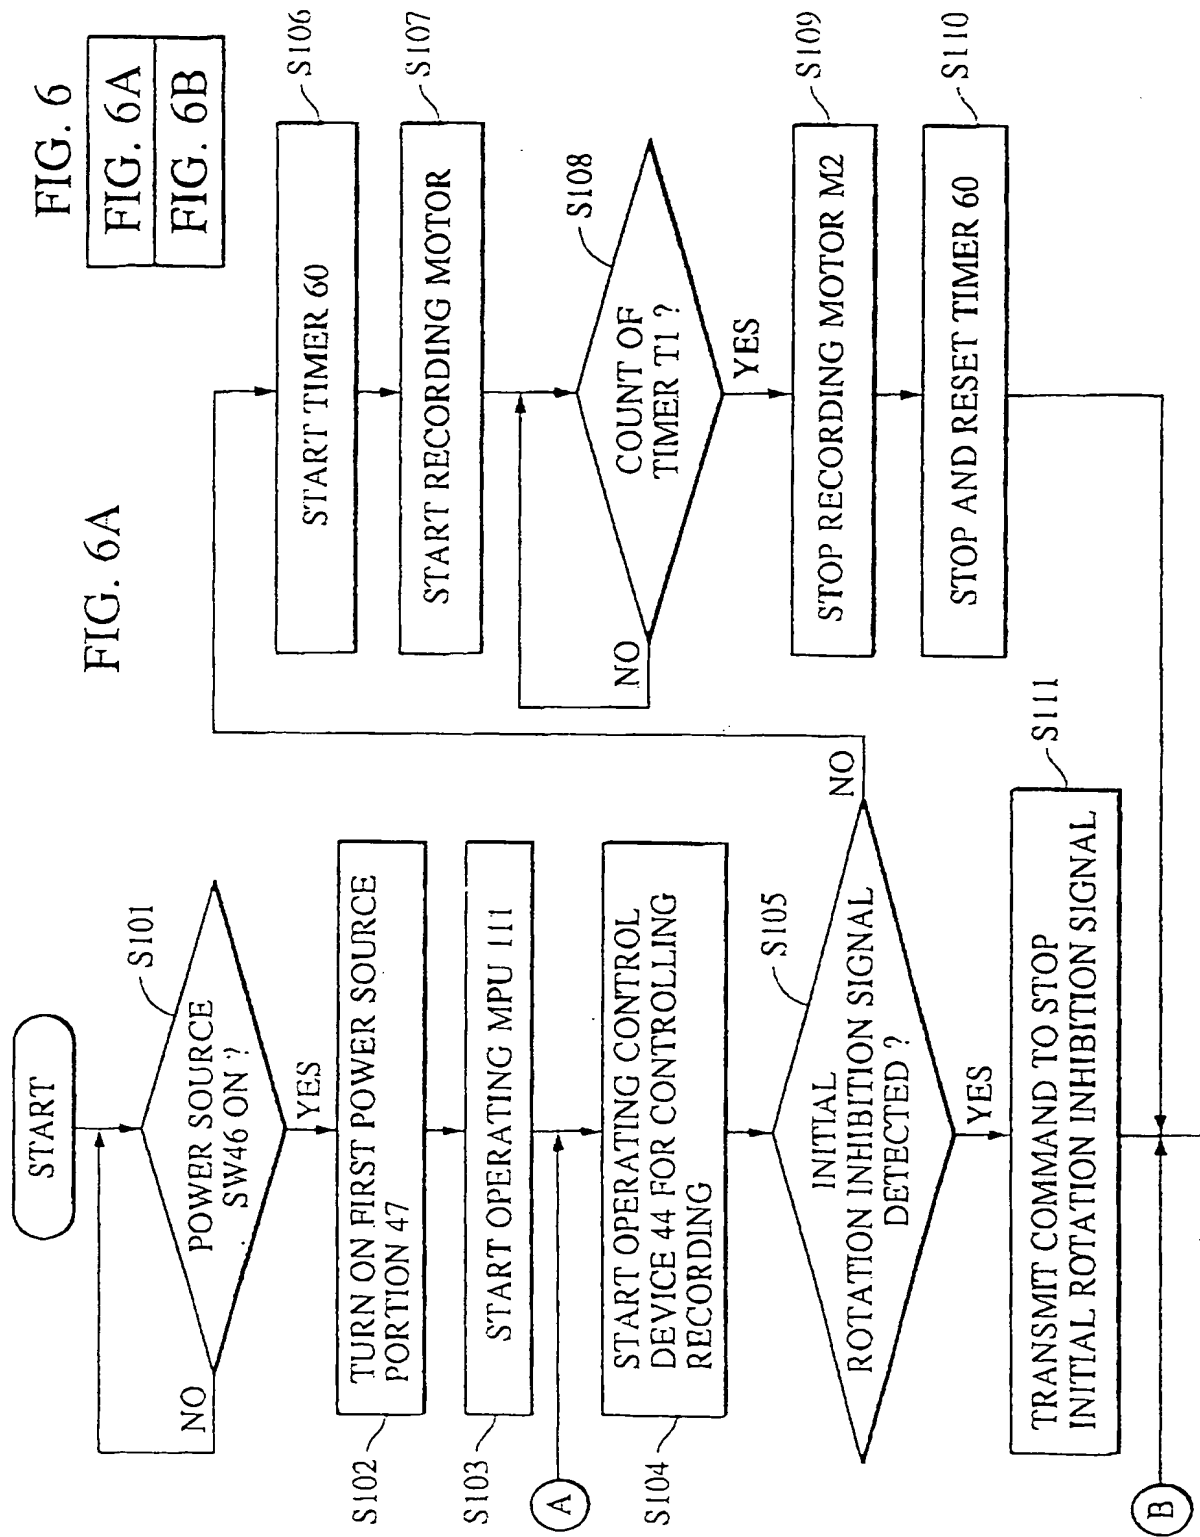 FIG. 6
FIG. 6A
FIG. 6B
FIG. 6A
START
POWER SOURCE
SW46 ON ?
S101
NO
YES
TURN ON FIRST POWER SOURCE
PORTION 47
S102
START OPERATING MPU 111
S103
A
START OPERATING CONTROL
DEVICE 44 FOR CONTROLLING
RECORDING
S104
INITIAL
ROTATION INHIBITION SIGNAL
DETECTED ?
S105
NO
YES
START TIMER 60
S106
START RECORDING MOTOR
S107
COUNT OF
TIMER T1 ?
S108
NO
YES
STOP RECORDING MOTOR M2
S109
STOP AND RESET TIMER 60
S110
TRANSMIT COMMAND TO STOP
INITIAL ROTATION INHIBITION SIGNAL
S111
B